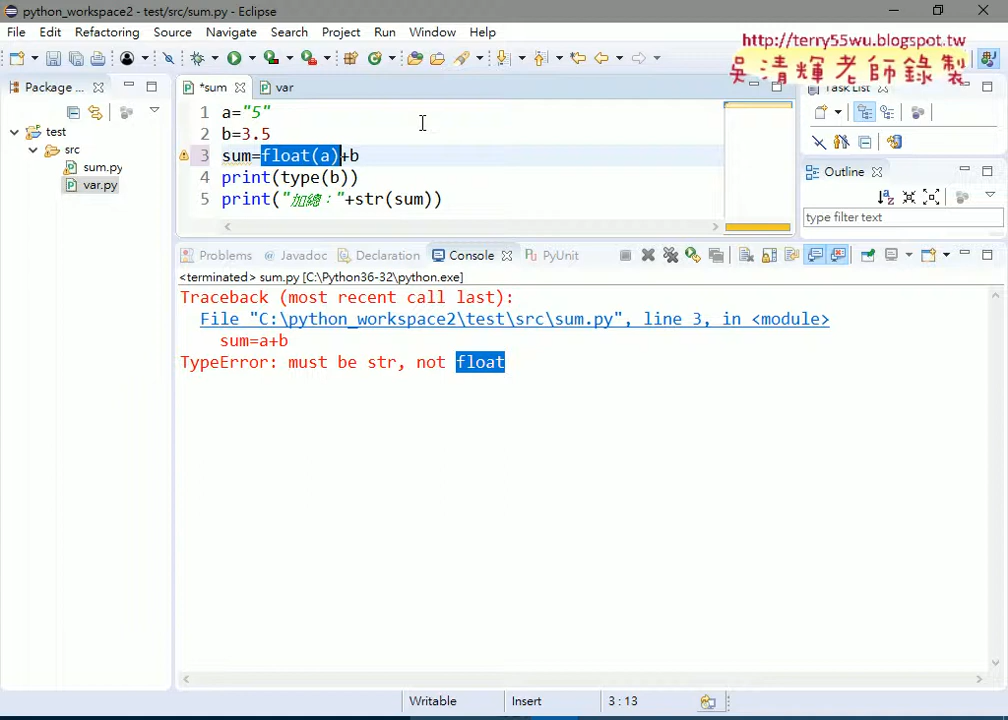 python_workspace2 - test/src/sum.py - Eclipse
File Edit Refactoring Source Navigate Search Project Run Window Help
http://terry55wu.blogspot.tw
吳清輝老師錄製
Package ...
*sum
var
Task List
test
src
sum.py
var.py
1 a="5"
2 b=3.5
3 sum=float(a)+b
4 print(type(b))
5 print("加總："+str(sum))
Outline
type filter text
Problems Javadoc Declaration Console PyUnit
<terminated> sum.py [C:\Python36-32\python.exe]
Traceback (most recent call last):
File "C:\python_workspace2\test\src\sum.py", line 3, in <module>
sum=a+b
TypeError: must be str, not float
Writable Insert 3 : 13